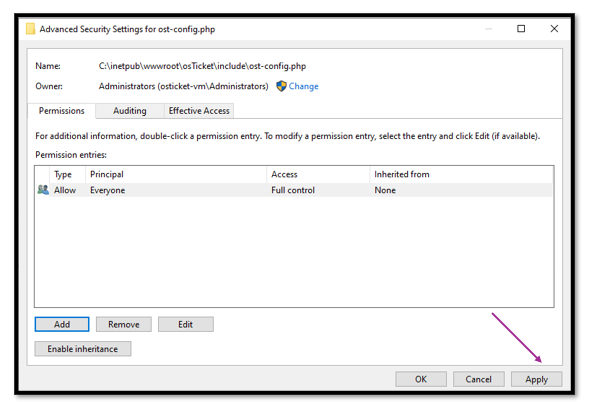 Advanced Security Settings for ost-config.php
Name: C:\inetpub\wwwroot\osTicket\include\ost-config.php
Owner: Administrators (osticket-vm\Administrators) Change
Permissions Auditing Effective Access
For additional information, double-click a permission entry. To modify a permission entry, select the entry and click Edit (if available).
Permission entries:
Type Principal Access Inherited from
Allow Everyone Full control None
Add Remove Edit
Enable inheritance
OK Cancel Apply